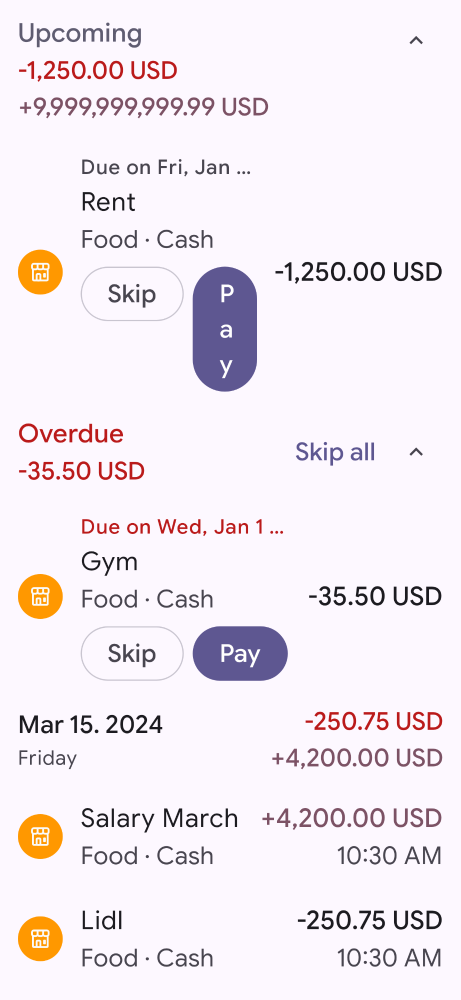 Upcoming
-1,250.00 USD
+9,999,999,999.99 USD
Due on Fri, Jan ...
Rent
Food · Cash
-1,250.00 USD
Skip
Pay
Overdue
-35.50 USD
Skip all
Due on Wed, Jan 1 ...
Gym
Food · Cash
-35.50 USD
Skip
Pay
Mar 15. 2024
-250.75 USD
Friday
+4,200.00 USD
Salary March
+4,200.00 USD
Food · Cash
10:30 AM
Lidl
-250.75 USD
Food · Cash
10:30 AM